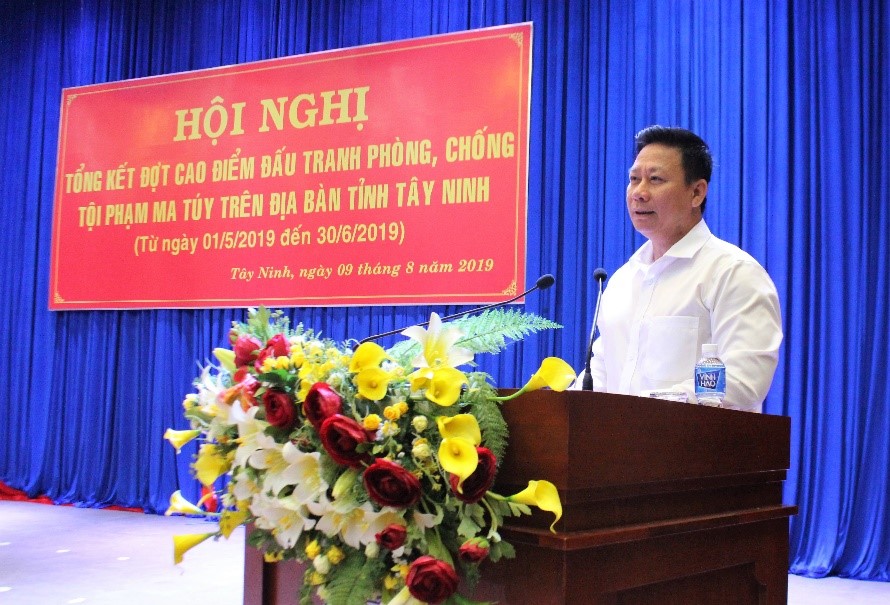 HỘI NGHỊ
TỔNG KẾT ĐỢT CAO ĐIỂM ĐẤU TRANH PHÒNG, CHỐNG
TỘI PHẠM MA TÚY TRÊN ĐỊA BÀN TỈNH TÂY NINH
(Từ ngày 01/5/2019 đến 30/6/2019)
Tây Ninh, ngày 09 tháng 8 năm 2019
VĨNH
HẢO